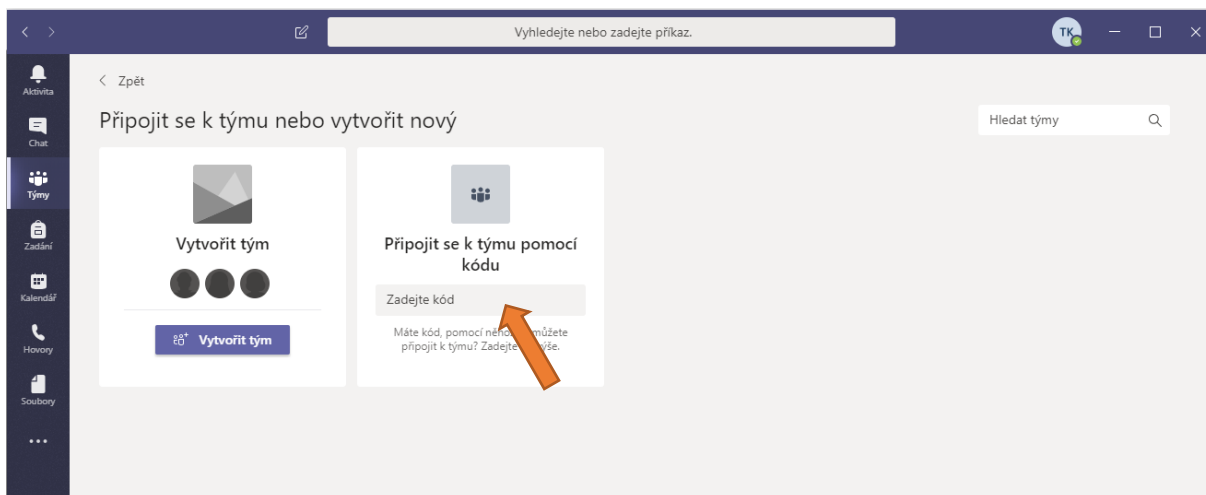 Vyhledejte nebo zadejte příkaz.
TK
Aktivita
Chat
Týmy
Zadání
Kalendář
Hovory
Soubory
Zpět
Připojit se k týmu nebo vytvořit nový
Hledat týmy
Vytvořit tým
Vytvořit tým
Připojit se k týmu pomocí
kódu
Zadejte kód
Máte kód, pomocí můžete
připojit k týmu? Zadejte